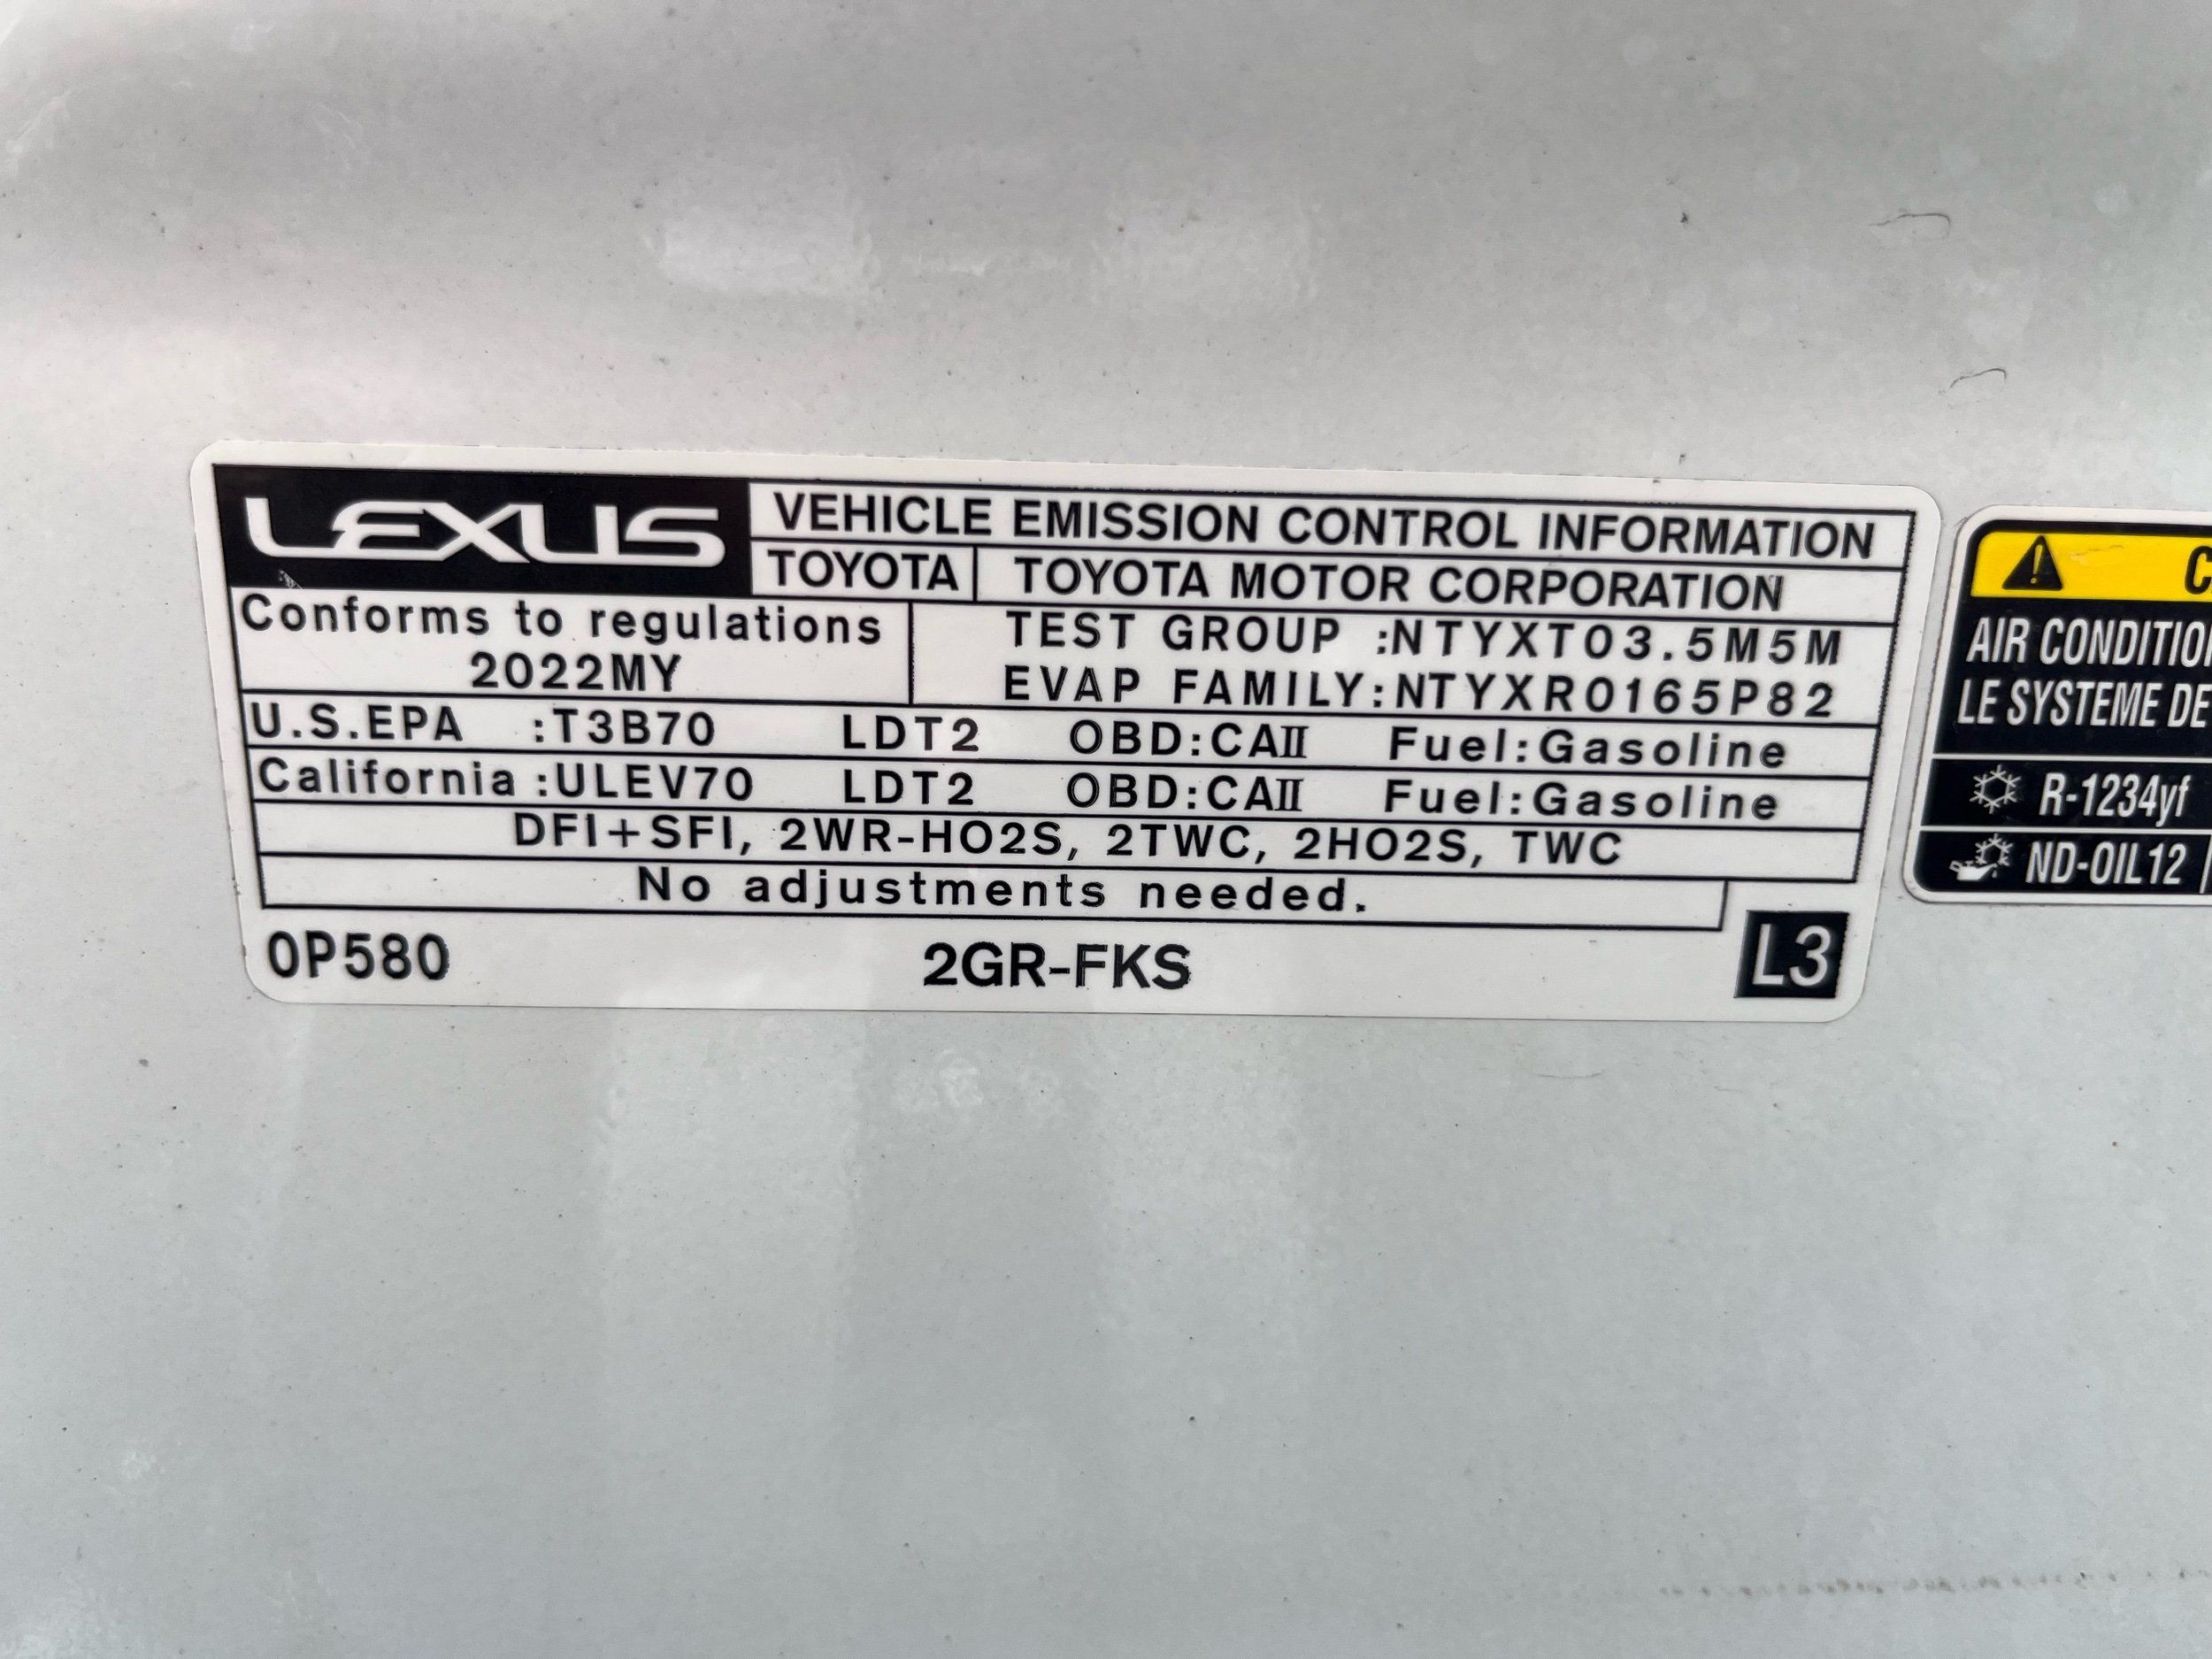 LEXUS
VEHICLE EMISSION CONTROL INFORMATION
TOYOTA TOYOTA MOTOR CORPORATION
Conforms to regulations
2022MY
TEST GROUP :NTYXT03.5M5M
EVAP FAMILY:NTYXR0165P82
U.S.EPA :T3B70 LDT2 OBD:CAII Fuel:Gasoline
California :ULEV70 LDT2 OBD:CAII Fuel:Gasoline
DFI+SFI, 2WR-HO2S, 2TWC, 2HO2S, TWC
No adjustments needed.
0P580 2GR-FKS L3
AIR
LE SYSTEME DE
R-1234yf
ND-OIL12